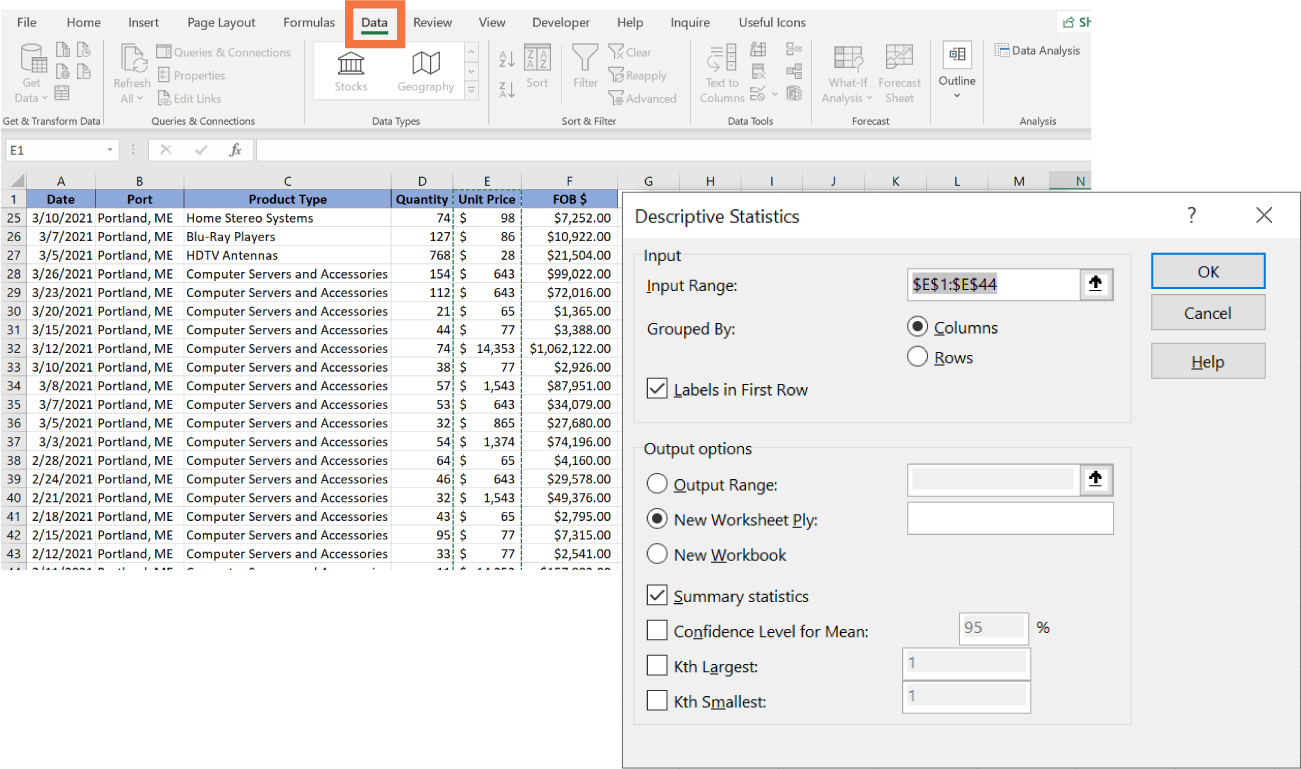 File Home Insert Page Layout Formulas Data Review View Developer Help Inquire Useful Icons Sh
Get Data
Refresh All
Queries & Connections
Properties
Edit Links
Stocks Geography
A Z
Z A
Z A A Z
Sort
Filter
Clear
Reapply
Advanced
Text to Columns
What-If Analysis
Forecast Sheet
Outline
Data Analysis
Get & Transform Data Queries & Connections Data Types Sort & Filter Data Tools Forecast Analysis
E1 fx
A B C D E F G H I J K L M N
1 Date Port Product Type Quantity Unit Price FOB $
25 3/10/2021 Portland, ME Home Stereo Systems 74 $ 98 $7,252.00
26 3/7/2021 Portland, ME Blu-Ray Players 127 $ 86 $10,922.00
27 3/5/2021 Portland, ME HDTV Antennas 768 $ 28 $21,504.00
28 3/26/2021 Portland, ME Computer Servers and Accessories 154 $ 643 $99,022.00
29 3/23/2021 Portland, ME Computer Servers and Accessories 112 $ 643 $72,016.00
30 3/20/2021 Portland, ME Computer Servers and Accessories 21 $ 65 $1,365.00
31 3/15/2021 Portland, ME Computer Servers and Accessories 44 $ 77 $3,388.00
32 3/12/2021 Portland, ME Computer Servers and Accessories 74 $ 14,353 $1,062,122.00
33 3/10/2021 Portland, ME Computer Servers and Accessories 38 $ 77 $2,926.00
34 3/8/2021 Portland, ME Computer Servers and Accessories 57 $ 1,543 $87,951.00
35 3/7/2021 Portland, ME Computer Servers and Accessories 53 $ 643 $34,079.00
36 3/5/2021 Portland, ME Computer Servers and Accessories 32 $ 865 $27,680.00
37 3/3/2021 Portland, ME Computer Servers and Accessories 54 $ 1,374 $74,196.00
38 2/28/2021 Portland, ME Computer Servers and Accessories 64 $ 65 $4,160.00
39 2/24/2021 Portland, ME Computer Servers and Accessories 46 $ 643 $29,578.00
40 2/21/2021 Portland, ME Computer Servers and Accessories 32 $ 1,543 $49,376.00
41 2/18/2021 Portland, ME Computer Servers and Accessories 43 $ 65 $2,795.00
42 2/15/2021 Portland, ME Computer Servers and Accessories 95 $ 77 $7,315.00
43 2/12/2021 Portland, ME Computer Servers and Accessories 33 $ 77 $2,541.00
Descriptive Statistics ?
Input
Input Range: $E$1:$E$44
Grouped By: Columns
Rows
Labels in First Row
OK
Cancel
Help
Output options
Output Range:
New Worksheet Ply:
New Workbook
Summary statistics
Confidence Level for Mean: 95 %
Kth Largest: 1
Kth Smallest: 1